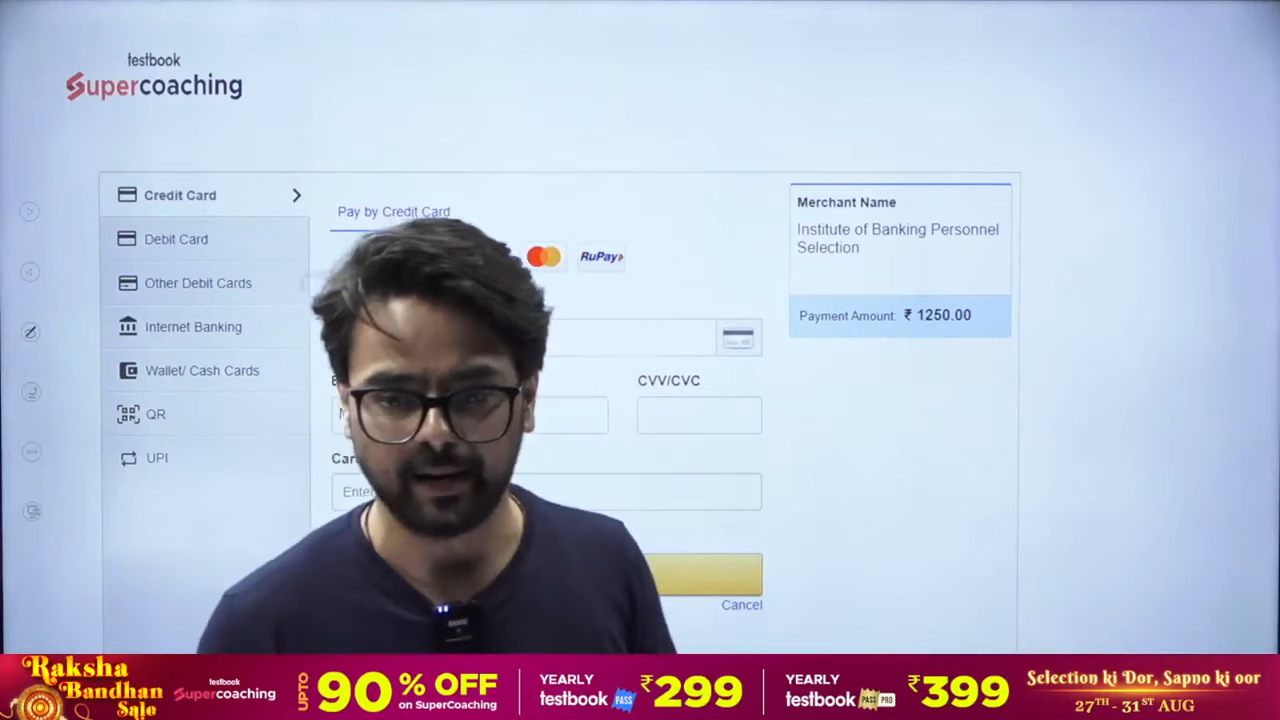 testbook
Supercoaching
Credit Card
Debit Card
Other Debit Cards
Internet Banking
Wallet/ Cash Cards
QR
UPI
Pay by Credit Card
RuPay
CVV/CVC
Cancel
Merchant Name
Institute of Banking Personnel
Selection
Payment Amount: ₹ 1250.00
Raksha
Bandhan
Sale
testbook
Supercoaching
UPTO 90% OFF
on SuperCoaching
YEARLY
testbook PASS
₹299
YEARLY
testbook PASS PRO
₹399
Selection ki Dor, Sapno ki oor
27TH - 31ST AUG